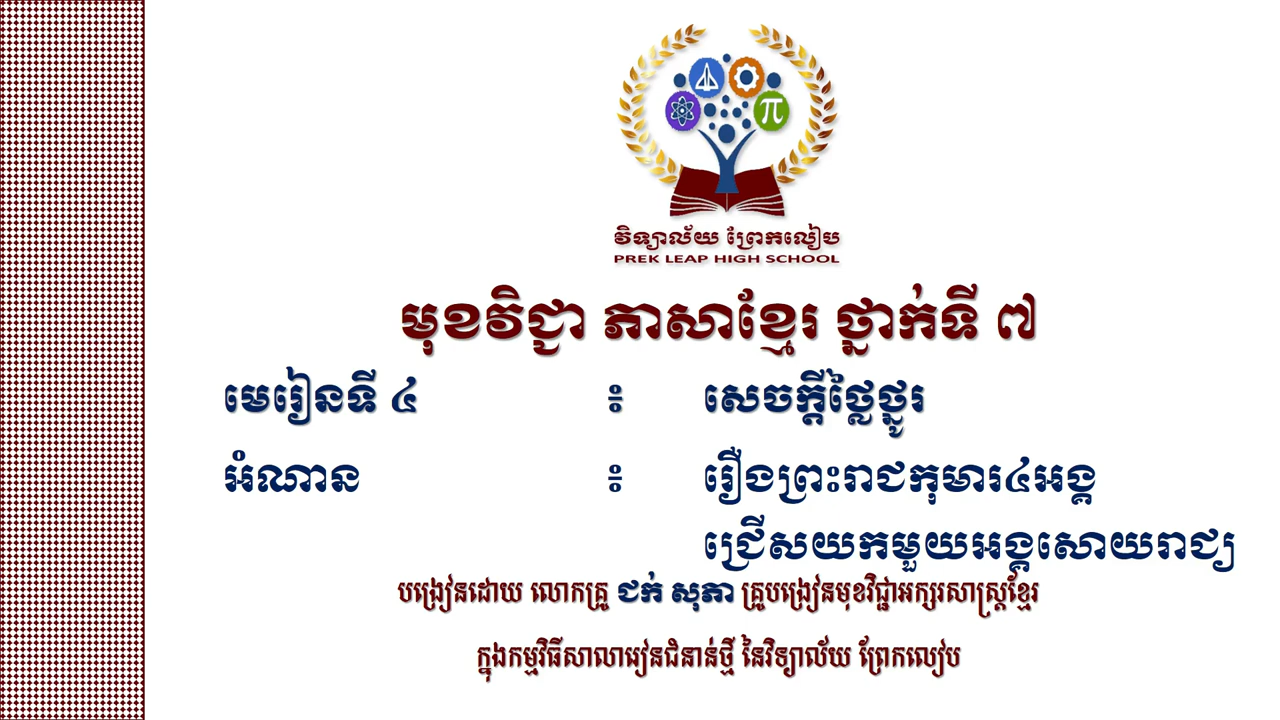 វិទ្យាល័យ ព្រែកលៀប
PREK LEAP HIGH SCHOOL
មុខវិជ្ជា ភាសាខ្មែរ ថ្នាក់ទី ៧
មេរៀនទី ៤ ៖ សេចក្ដីថ្លៃថ្នូរ
អំណាន ៖ រឿងព្រះរាជកុមារ៤អង្គ
ជ្រើសយកមួយអង្គសោយរាជ្យ
បង្រៀនដោយ លោកគ្រូ ជក់ សុភា គ្រូបង្រៀនមុខវិជ្ជាអក្សរសាស្ត្រខ្មែរ
ក្នុងកម្មវិធីសាលារៀនជំនាន់ថ្មី នៃវិទ្យាល័យ ព្រែកលៀប